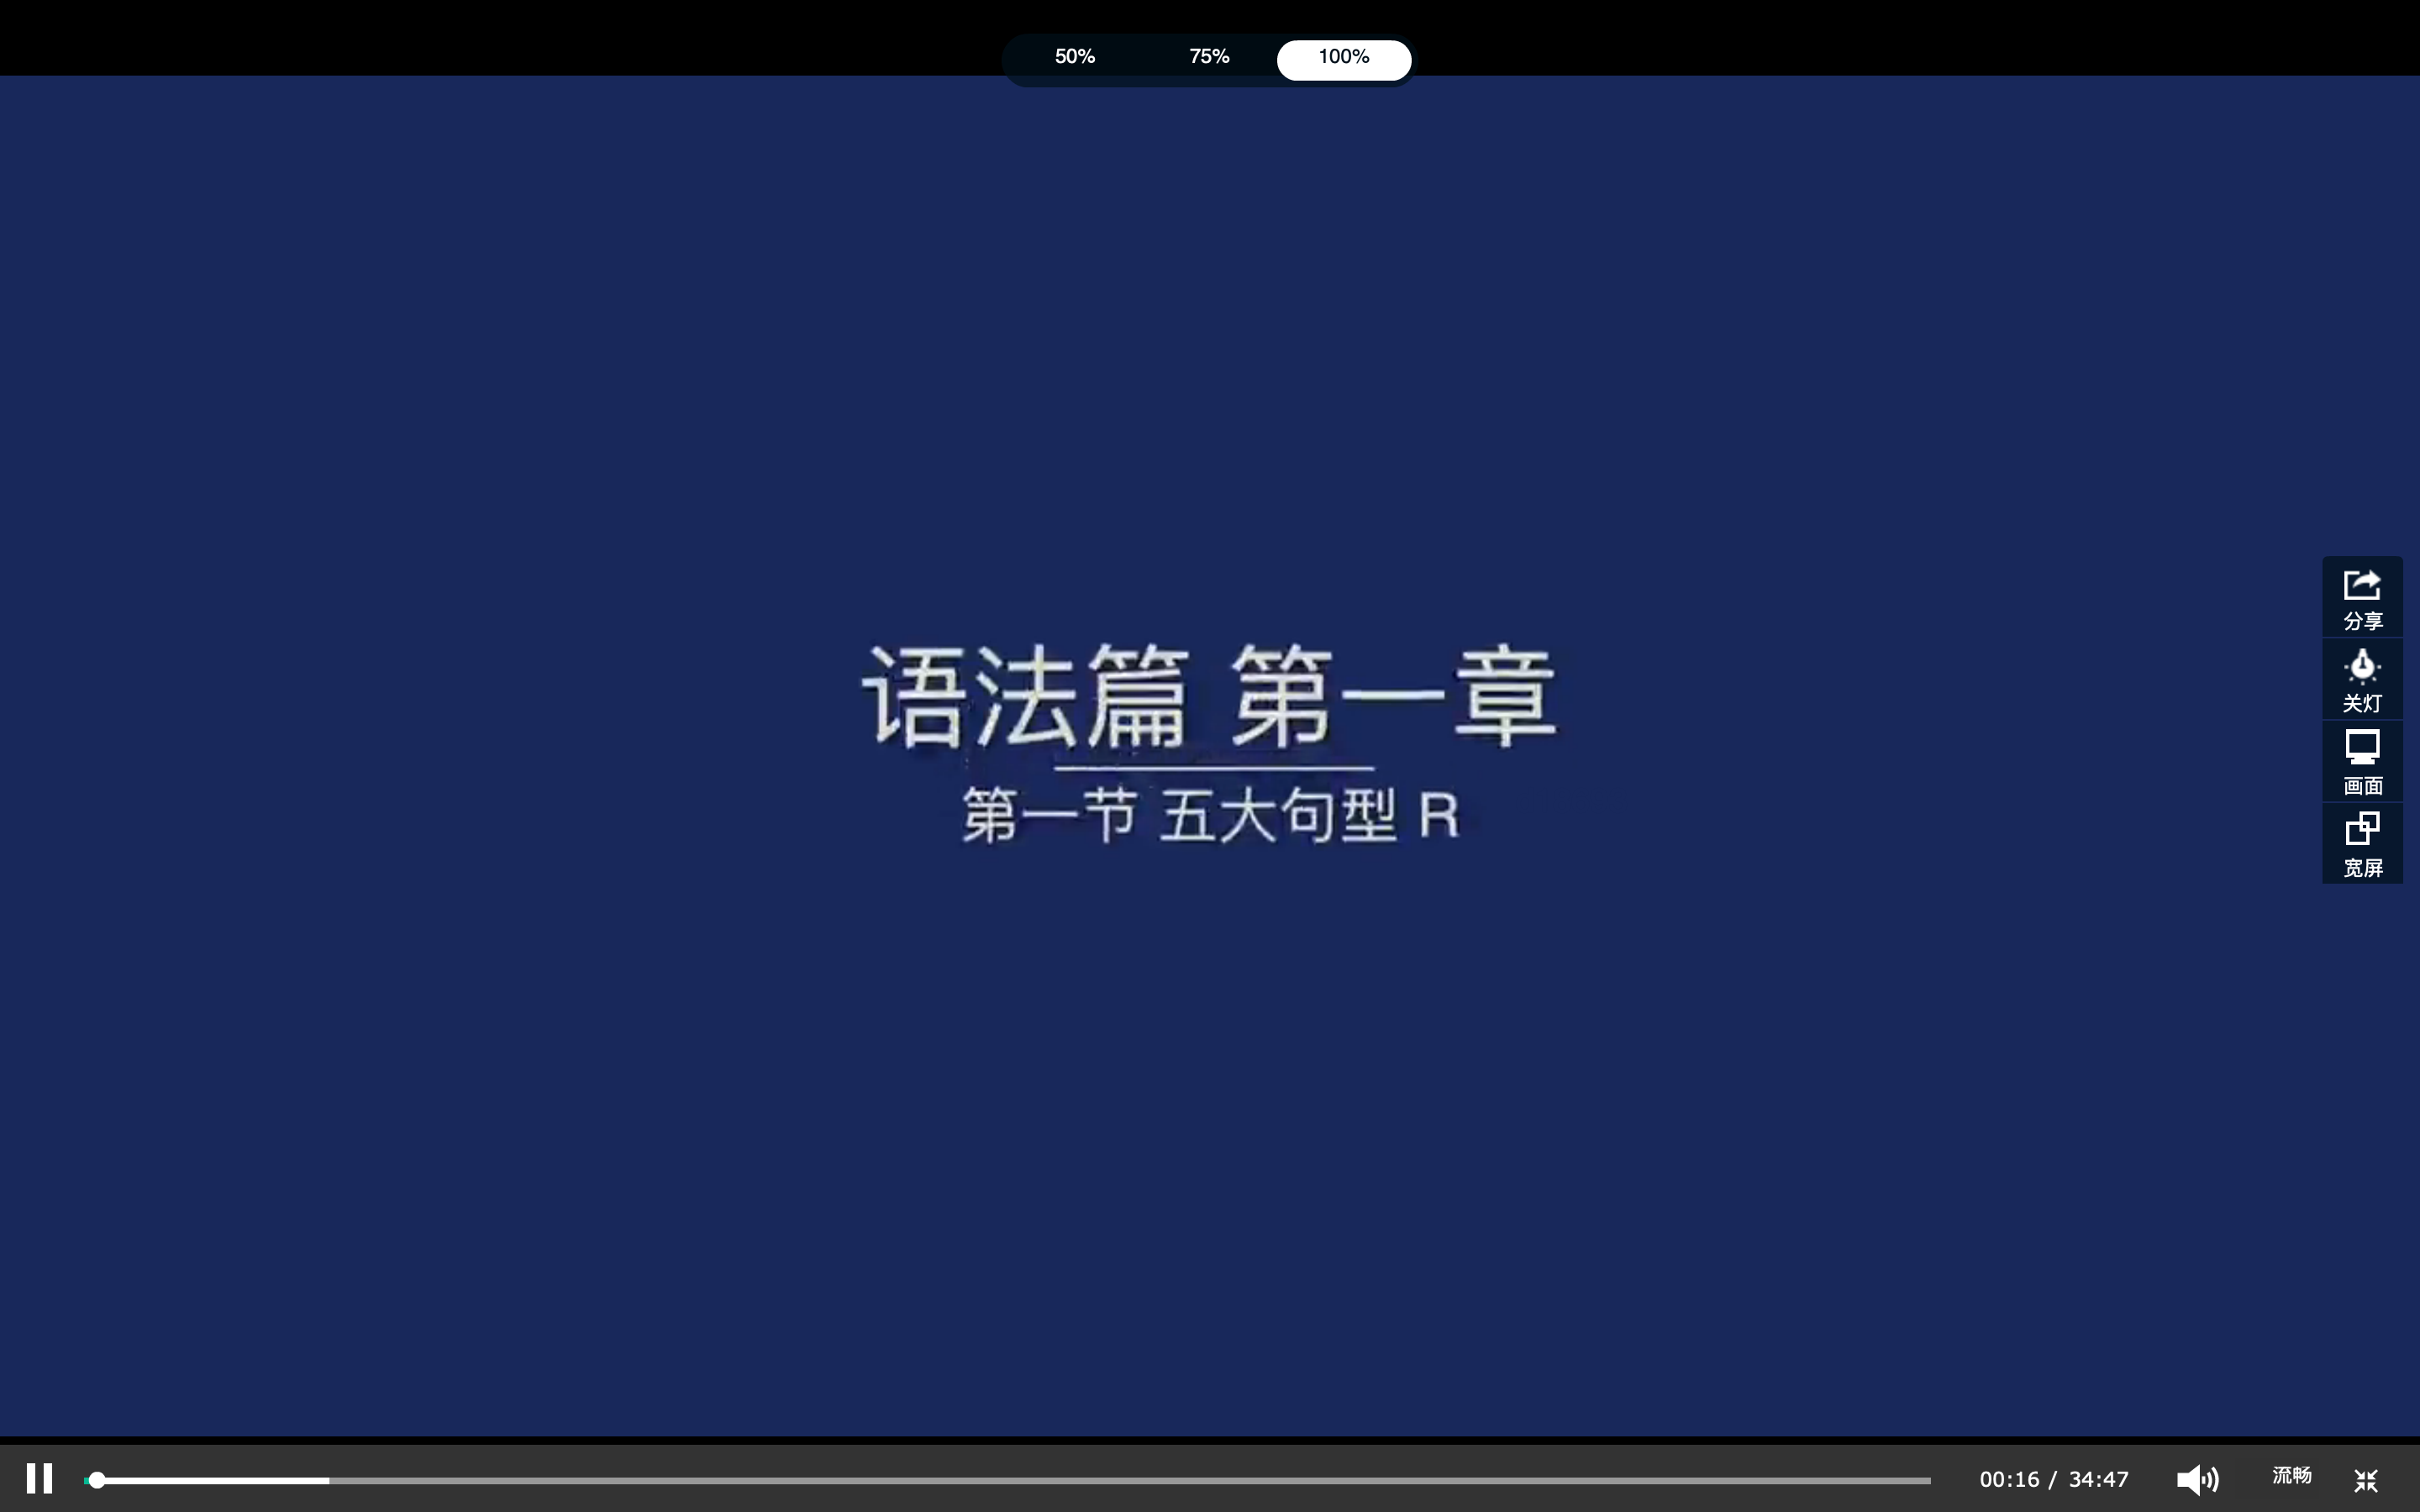 50% 75% 100%
语法篇 第一章
第一节 五大句型 R
分享
关灯
画面
宽屏
00:16 / 34:47 流畅